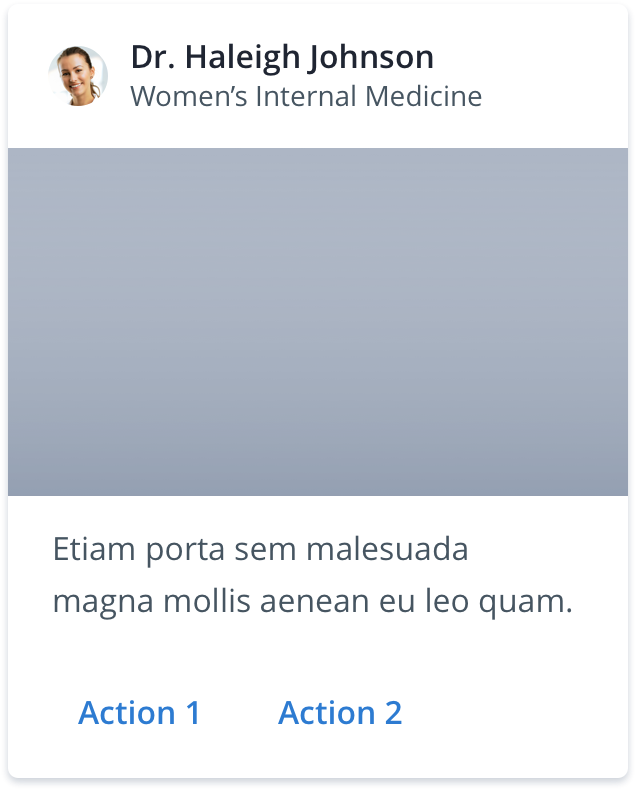 Dr. Haleigh Johnson
Women’s Internal Medicine
Etiam porta sem malesuada
magna mollis aenean eu leo quam.
Action 1
Action 2